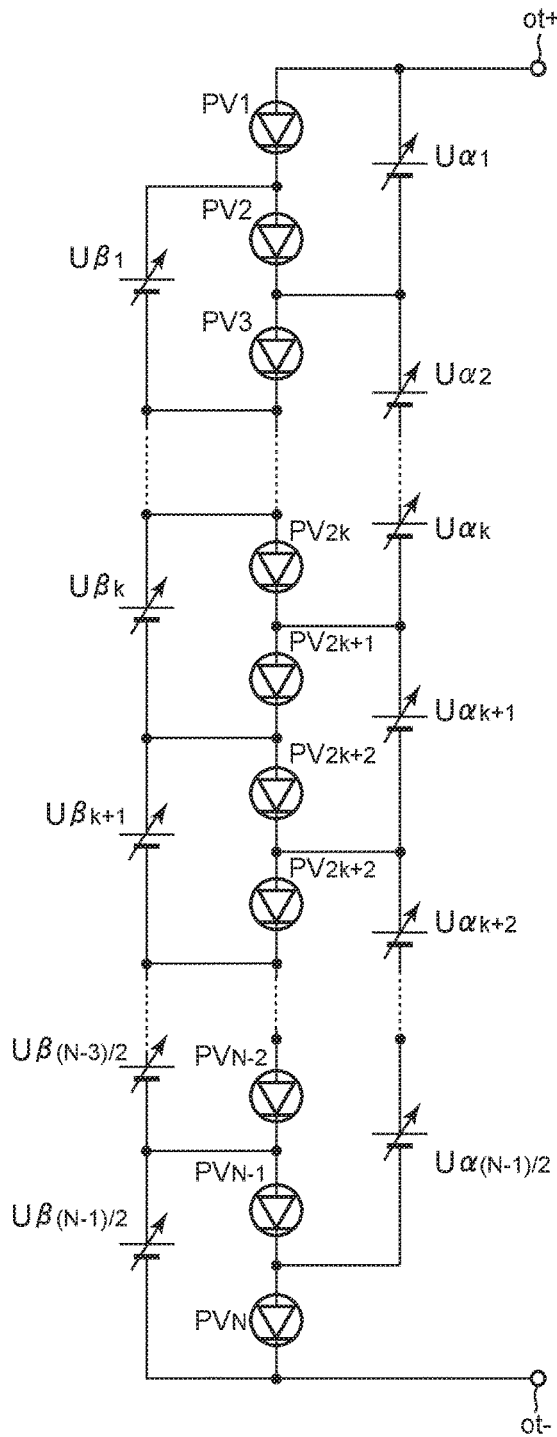 ot+
PV1
Uα1
PV2
Uβ1
PV3
Uα2
PV2k
Uαk
Uβk
PV2k+1
Uαk+1
PV2k+2
Uβk+1
PV2k+2
Uαk+2
Uβ(N-3)/2
PVN-2
Uα(N-1)/2
PVN-1
Uβ(N-1)/2
PVN
ot-